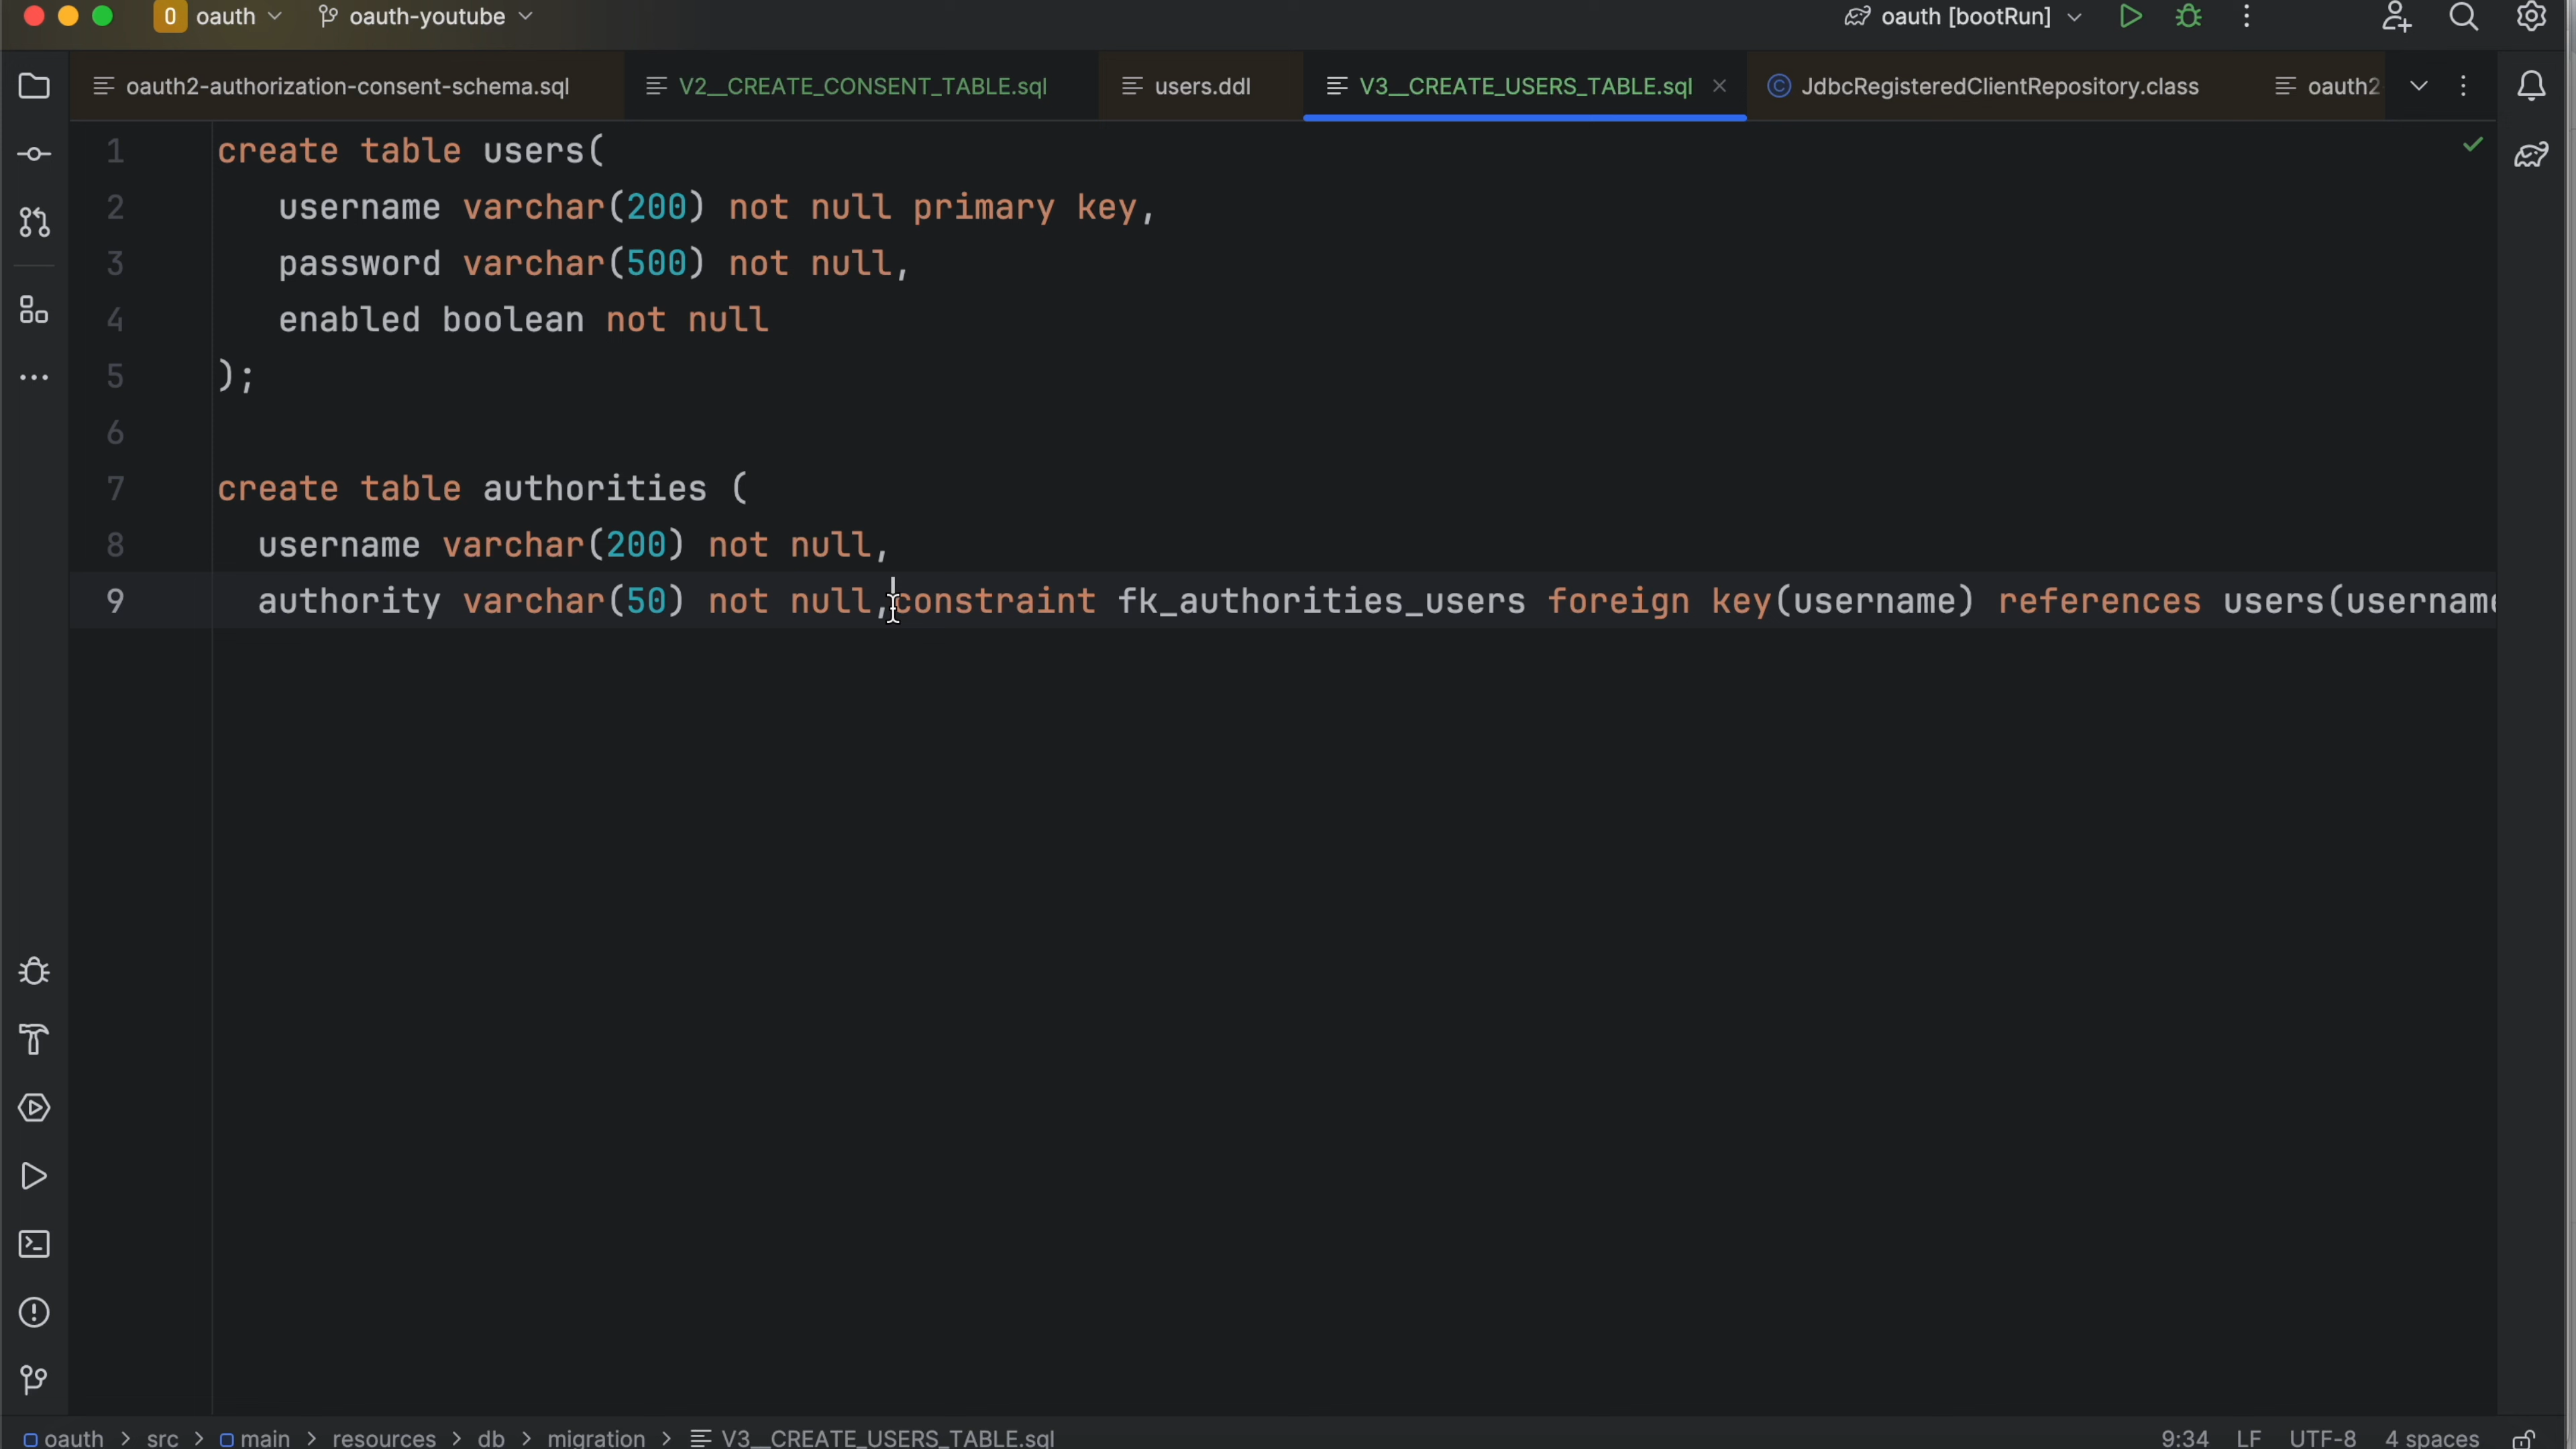 0 oauth oauth-youtube oauth [bootRun]
oauth2-authorization-consent-schema.sql V2__CREATE_CONSENT_TABLE.sql users.ddl V3__CREATE_USERS_TABLE.sql JdbcRegisteredClientRepository.class oauth2
1 create table users(
2 username varchar(200) not null primary key,
3 password varchar(500) not null,
4 enabled boolean not null
5 );
6
7 create table authorities (
8 username varchar(200) not null,
9 authority varchar(50) not null,constraint fk_authorities_users foreign key(username) references users(username
oauth > src > main > resources > db > migration > V3__CREATE_USERS_TABLE.sql 9:34 LF UTF-8 4 spaces